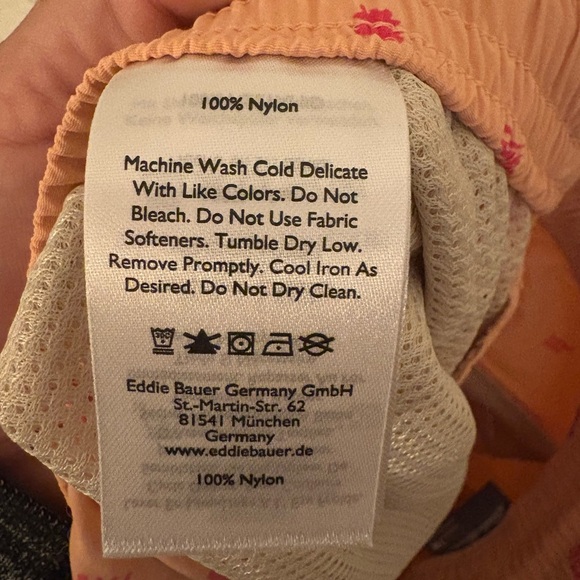 100% Nylon
Machine Wash Cold Delicate
With Like Colors. Do Not
Bleach. Do Not Use Fabric
Softeners. Tumble Dry Low.
Remove Promptly. Cool Iron As
Desired. Do Not Dry Clean.
Eddie Bauer Germany GmbH
St.-Martin-Str. 62
81541 München
Germany
www.eddiebauer.de
100% Nylon